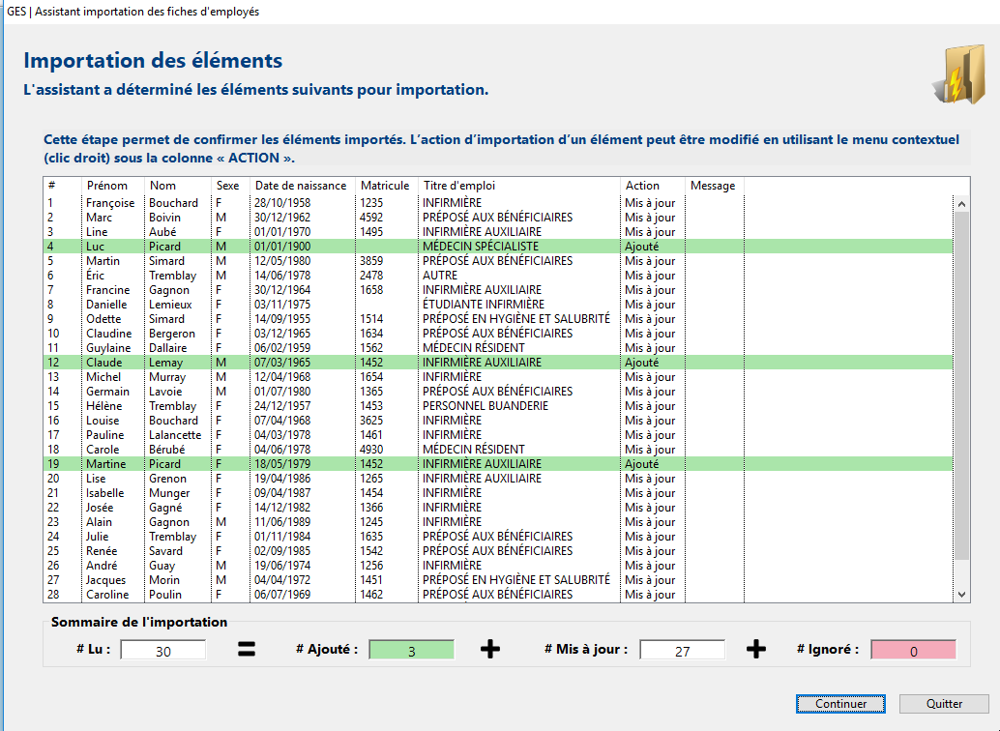 GES | Assistant importation des fiches d'employés
Importation des éléments
L'assistant a déterminé les éléments suivants pour importation.
Cette étape permet de confirmer les éléments importés. L'action d'importation d'un élément peut être modifié en utilisant le menu contextuel
(clic droit) sous la colonne « ACTION ».
# Prénom Nom Sexe Date de naissance Matricule Titre d'emploi Action Message
1 Françoise Bouchard F 28/10/1958 1235 INFIRMIÈRE Mis à jour
2 Marc Boivin M 30/12/1962 4592 PRÉPOSÉ AUX BÉNÉFICIAIRES Mis à jour
3 Line Aubé F 01/01/1970 1495 INFIRMIÈRE AUXILIAIRE Mis à jour
4 Luc Picard M 01/01/1900 MÉDECIN SPÉCIALISTE Ajouté
5 Martin Simard M 12/05/1980 3859 PRÉPOSÉ AUX BÉNÉFICIAIRES Mis à jour
6 Éric Tremblay M 14/06/1978 2478 AUTRE Mis à jour
7 Francine Gagnon F 30/12/1964 1658 INFIRMIÈRE AUXILIAIRE Mis à jour
8 Danielle Lemieux F 03/11/1975 ÉTUDIANTE INFIRMIÈRE Mis à jour
9 Odette Simard F 14/09/1955 1514 PRÉPOSÉ EN HYGIÈNE ET SALUBRITÉ Mis à jour
10 Claudine Bergeron F 03/12/1965 1634 PRÉPOSÉ AUX BÉNÉFICIAIRES Mis à jour
11 Guylaine Dallaire F 06/02/1959 1562 MÉDECIN RÉSIDENT Mis à jour
12 Claude Lemay M 07/03/1965 1452 INFIRMIÈRE AUXILIAIRE Ajouté
13 Michel Murray M 12/04/1968 1654 INFIRMIÈRE Mis à jour
14 Germain Lavoie M 01/07/1980 1365 PRÉPOSÉ AUX BÉNÉFICIAIRES Mis à jour
15 Hélène Tremblay F 24/12/1957 1453 PERSONNEL BUANDERIE Mis à jour
16 Louise Bouchard F 07/04/1968 3625 INFIRMIÈRE Mis à jour
17 Pauline Lalancette F 04/03/1978 1461 INFIRMIÈRE Mis à jour
18 Carole Bérubé F 04/06/1978 4930 MÉDECIN RÉSIDENT Mis à jour
19 Martine Picard F 18/05/1979 1452 INFIRMIÈRE AUXILIAIRE Ajouté
20 Lise Grenon F 19/04/1986 1265 INFIRMIÈRE AUXILIAIRE Mis à jour
21 Isabelle Munger F 09/04/1987 1454 INFIRMIÈRE Mis à jour
22 Josée Gagné F 14/12/1982 1366 INFIRMIÈRE Mis à jour
23 Alain Gagnon M 11/06/1989 1245 INFIRMIÈRE Mis à jour
24 Julie Tremblay F 01/11/1984 1635 PRÉPOSÉ AUX BÉNÉFICIAIRES Mis à jour
25 Renée Savard F 02/09/1985 1542 PRÉPOSÉ AUX BÉNÉFICIAIRES Mis à jour
26 André Guay M 19/06/1974 1256 INFIRMIÈRE Mis à jour
27 Jacques Morin M 04/04/1972 1451 PRÉPOSÉ EN HYGIÈNE ET SALUBRITÉ Mis à jour
28 Caroline Poulin F 06/07/1969 1462 PRÉPOSÉ AUX BÉNÉFICIAIRES Mis à jour
Sommaire de l'importation
# Lu : 30 = # Ajouté : 3 + # Mis à jour : 27 + # Ignoré : 0
Continuer Quitter